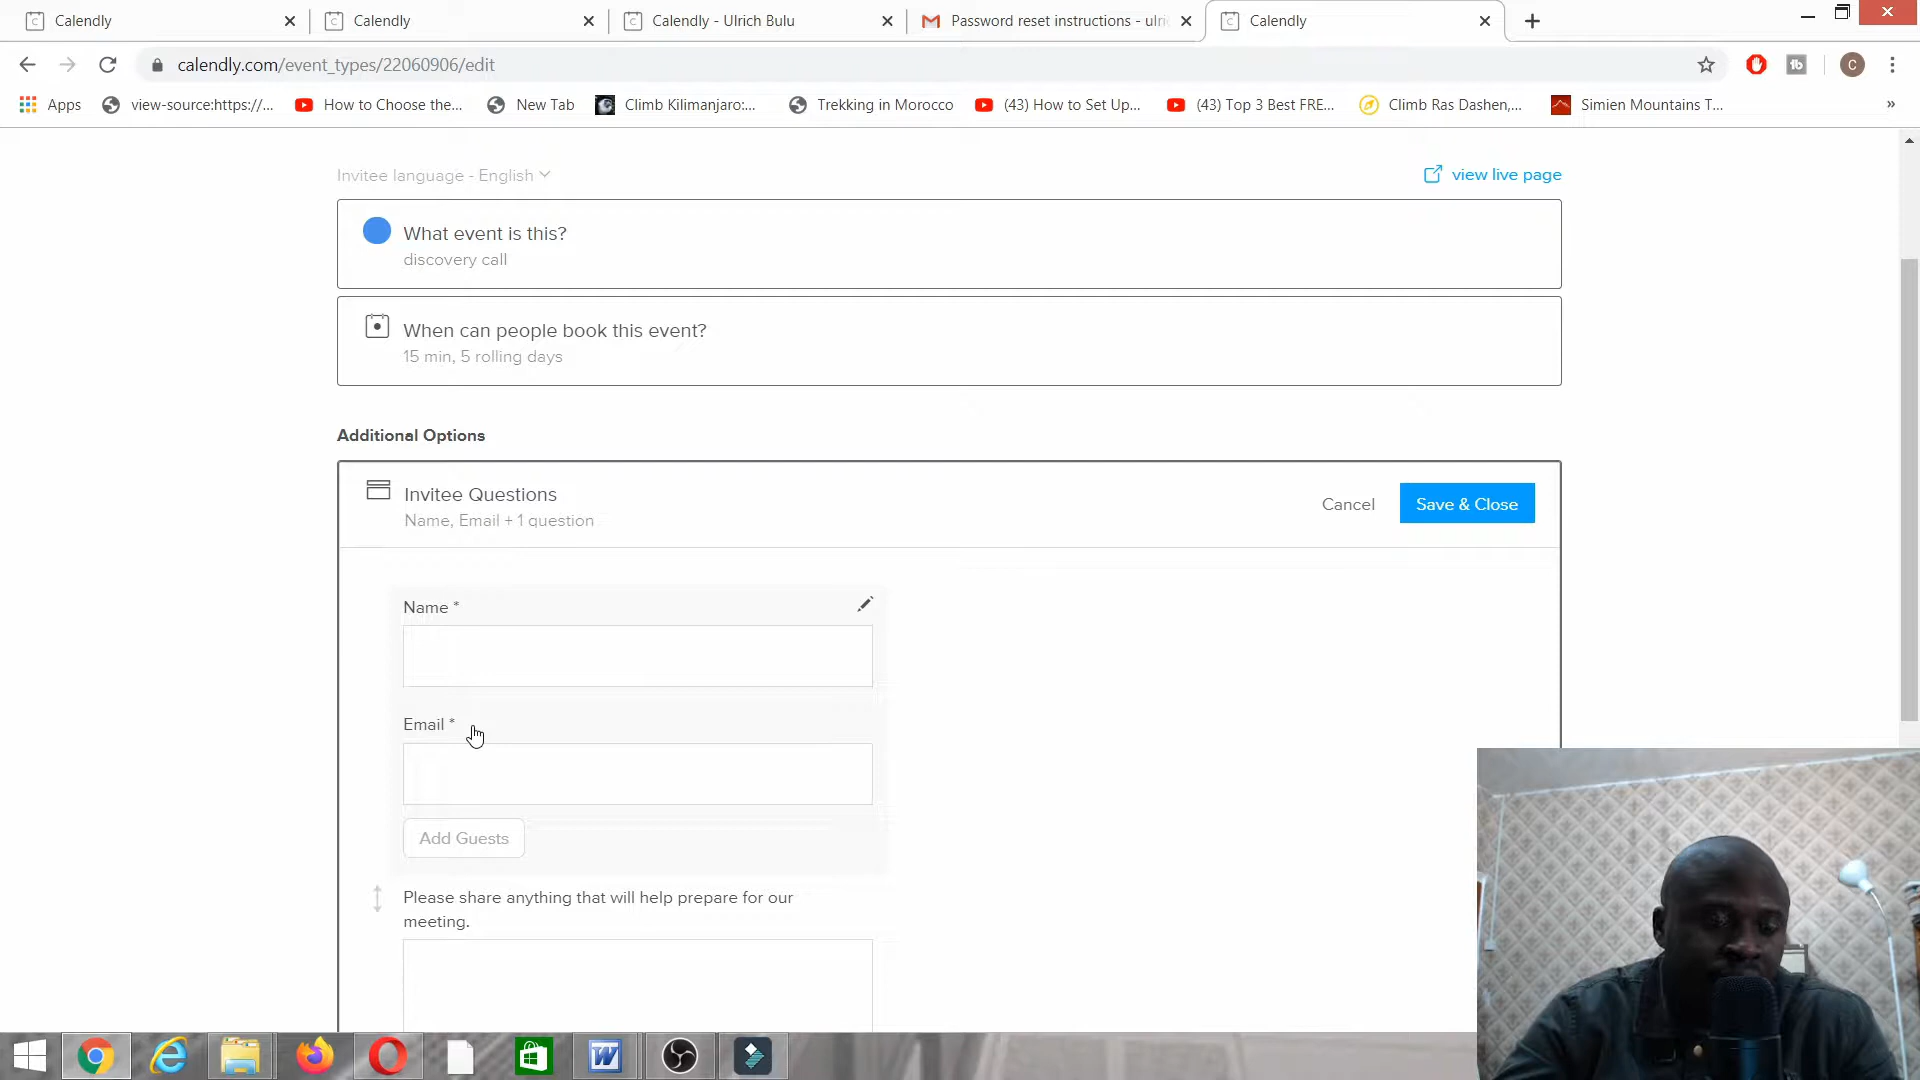 Calendly
Calendly
Calendly - Ulrich Bulu
Password reset instructions - ulri
Calendly
calendly.com/event_types/22060906/edit
Apps
view-source:https://...
How to Choose the...
New Tab
Climb Kilimanjaro:...
Trekking in Morocco
(43) How to Set Up...
(43) Top 3 Best FRE...
Climb Ras Dashen,...
Simien Mountains T...
»
Invitee language - English
view live page
What event is this?
discovery call
When can people book this event?
15 min, 5 rolling days
Additional Options
Invitee Questions
Name, Email + 1 question
Cancel
Save & Close
Name *
Email *
Add Guests
Please share anything that will help prepare for our
meeting.